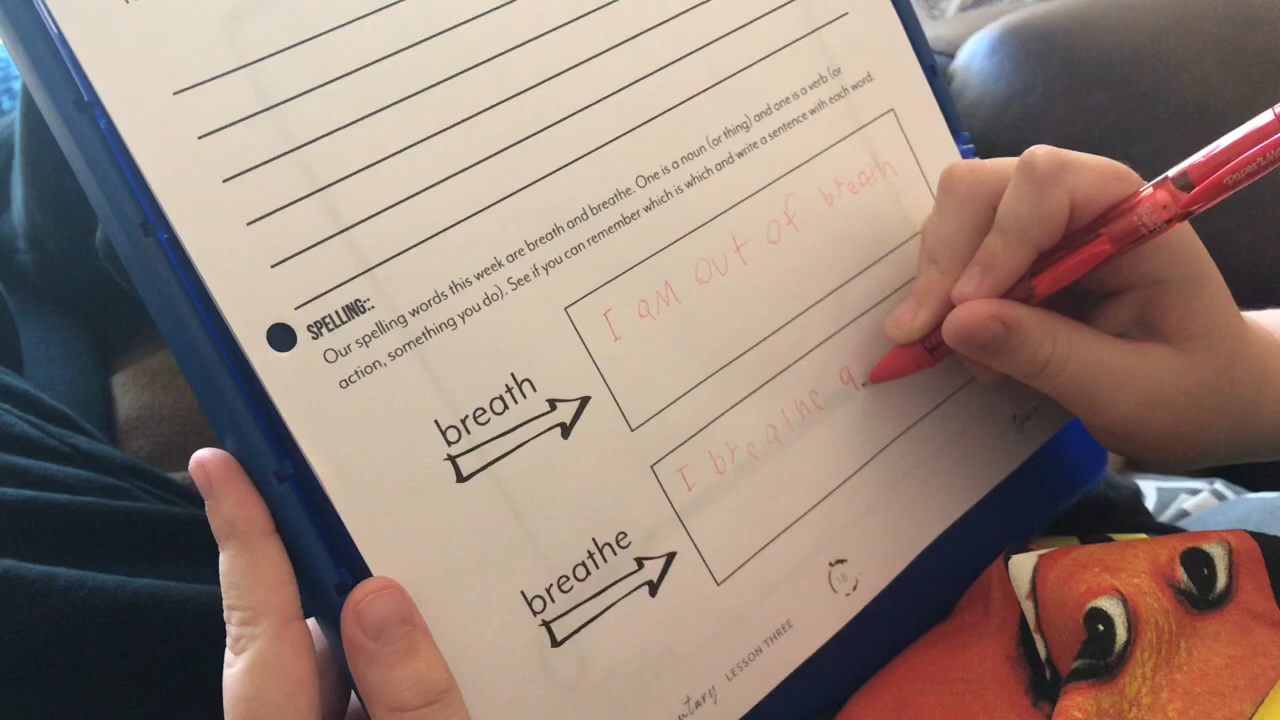 SPELLING::
Our spelling words this week are breath and breathe. One is a noun (or thing) and one is a verb (or
action, something you do). See if you can remember which is which and write a sentence with each word.
breath
I am out of breath
breathe
I breathe a
18
LESSON THREE